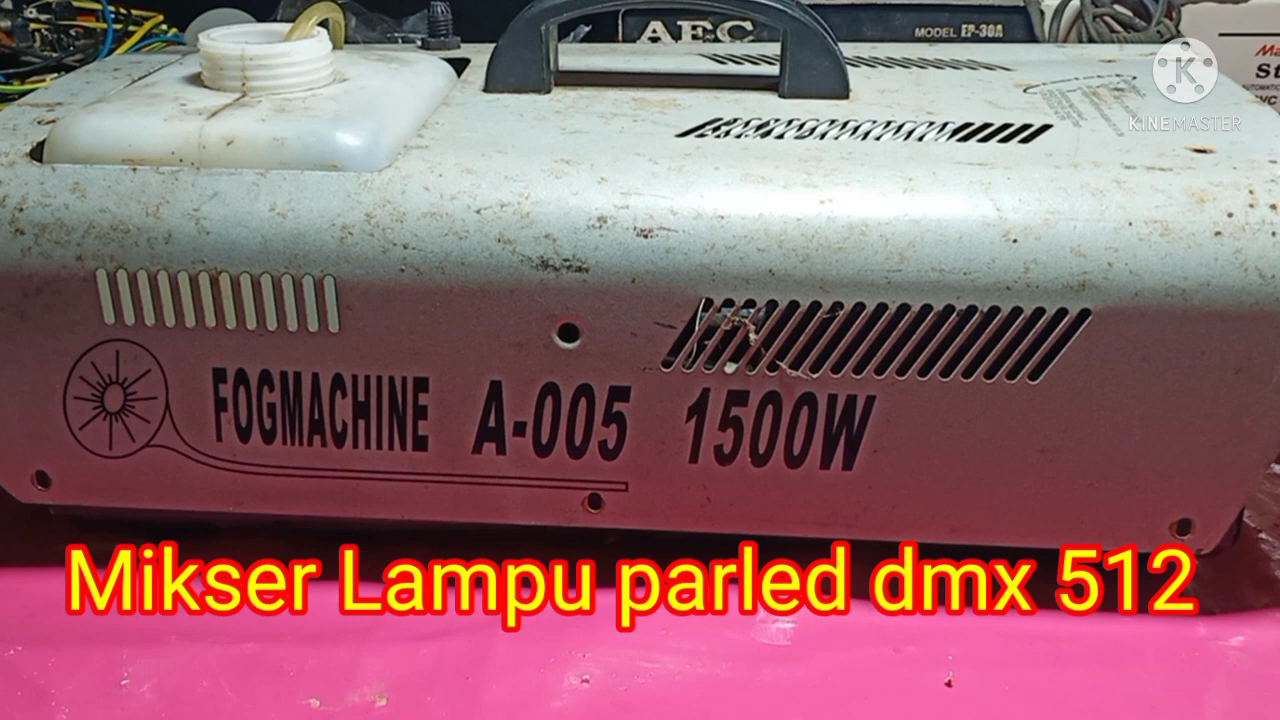 AEC
MODEL EP-30A
KINEMASTER
FOGMACHINE A-005 1500W
Mikser Lampu parled dmx 512